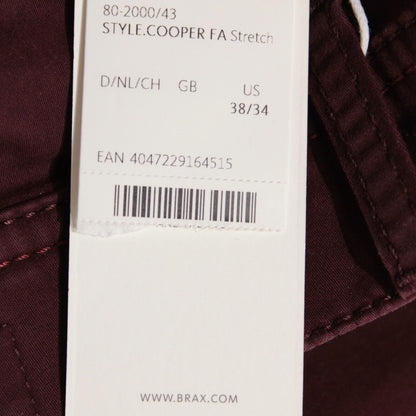 80-2000/43
STYLE.COOPER FA Stretch
D/NL/CH GB US
38/34
EAN 4047229164515
WWW.BRAX.COM